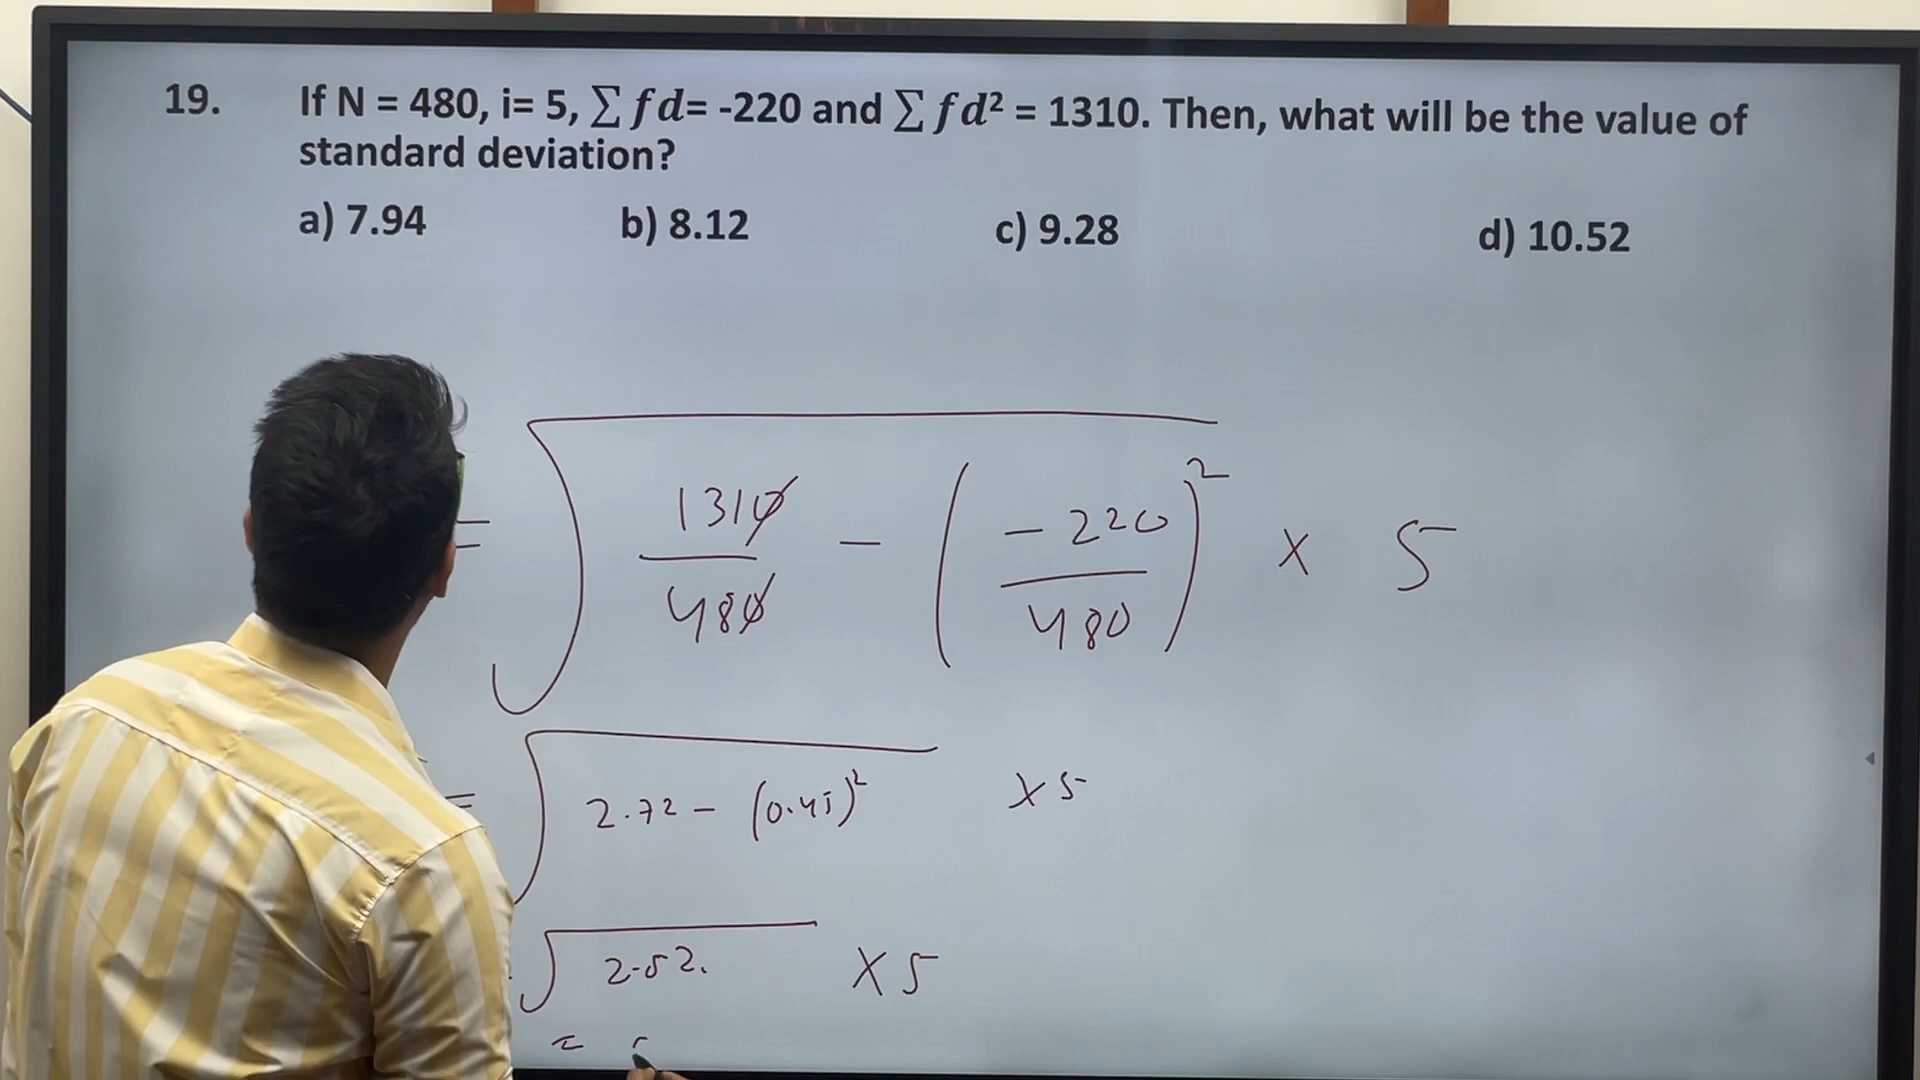 19. If N = 480, i= 5, ∑fd= -220 and ∑fd² = 1310. Then, what will be the value of
standard deviation?
a) 7.94 b) 8.12 c) 9.28 d) 10.52
= √(1310/480 - (-220/480)²) × 5
= √(2.72 - (0.45)²) × 5
√2.52. × 5
=